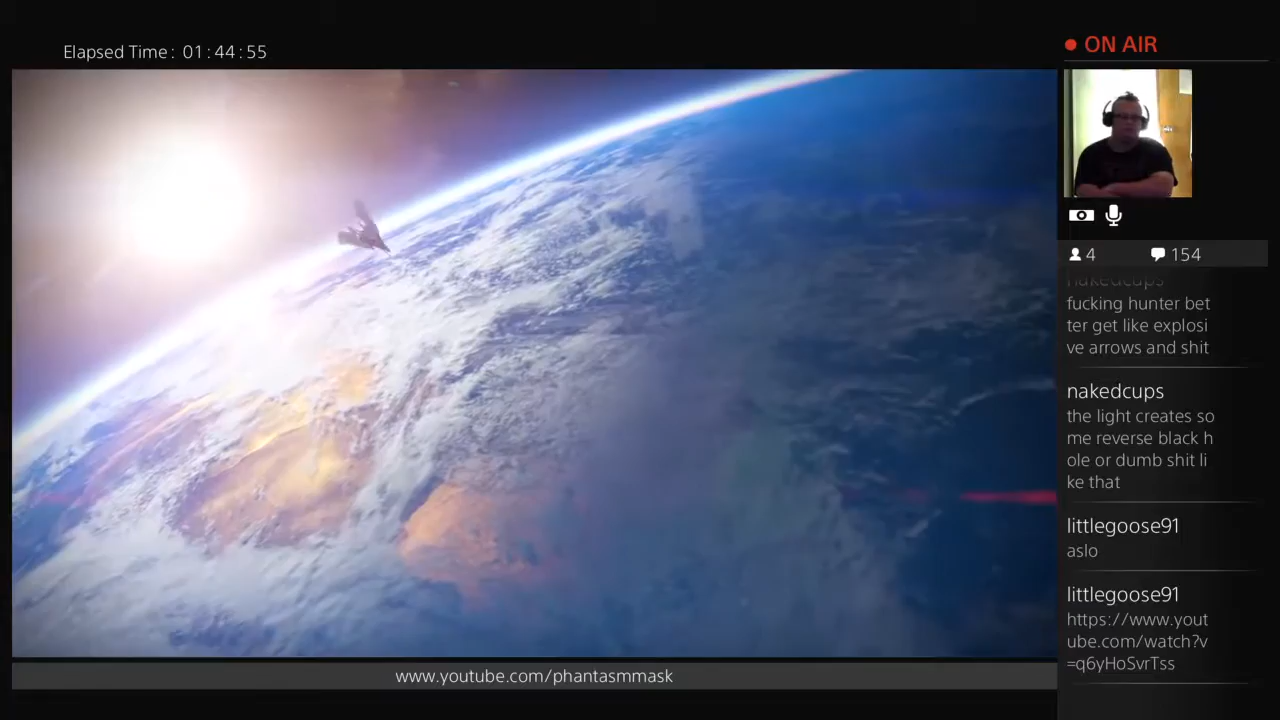 Elapsed Time: 01:44:55
ON AIR
4 154
nakedcups
fucking hunter bet
ter get like explosi
ve arrows and shit
nakedcups
the light creates so
me reverse black h
ole or dumb shit li
ke that
littlegoose91
aslo
littlegoose91
https://www.yout
ube.com/watch?v
=q6yHoSvrTss
www.youtube.com/phantasmmask